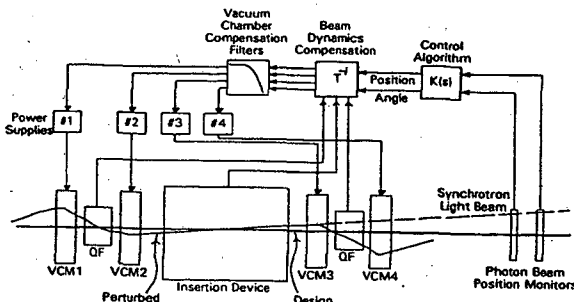 Vacuum
Chamber
Compensation
Filters
Beam
Dynamics
Compensation
Control
Algorithm
T⁻¹
Position
Angle
K(s)
Power
Supplies
#1
#2
#3
#4
Synchrotron
Light Beam
VCM1
QF
VCM2
Insertion Device
VCM3
QF
VCM4
Photon Beam
Position Monitors
Perturbed
Design